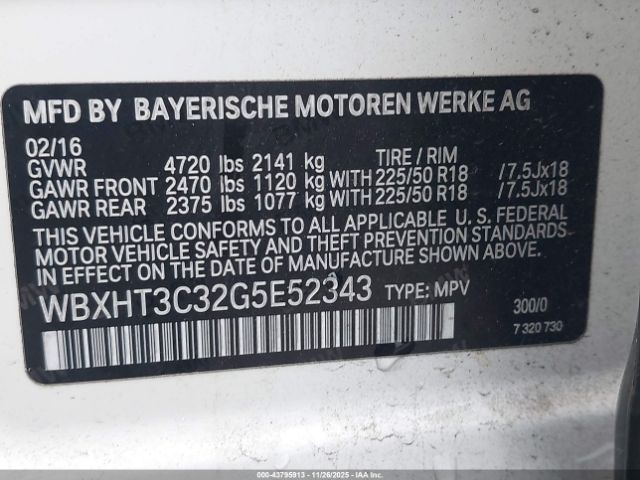 MFD BY BAYERISCHE MOTOREN WERKE AG
02/16
GVWR 4720 lbs 2141 kg TIRE / RIM
GAWR FRONT 2470 lbs 1120 kg WITH 225/50 R18 /7.5Jx18
GAWR REAR 2375 lbs 1077 kg WITH 225/50 R18 /7.5Jx18
THIS VEHICLE CONFORMS TO ALL APPLICABLE U. S. FEDERAL
MOTOR VEHICLE SAFETY AND THEFT PREVENTION STANDARDS
IN EFFECT ON THE DATE OF MANUFACTURE SHOWN ABOVE.
WBXHT3C32G5E52343 TYPE: MPV
300/0
7 320 730
000-43795913 - 11/26/2025 - IAAI.COM